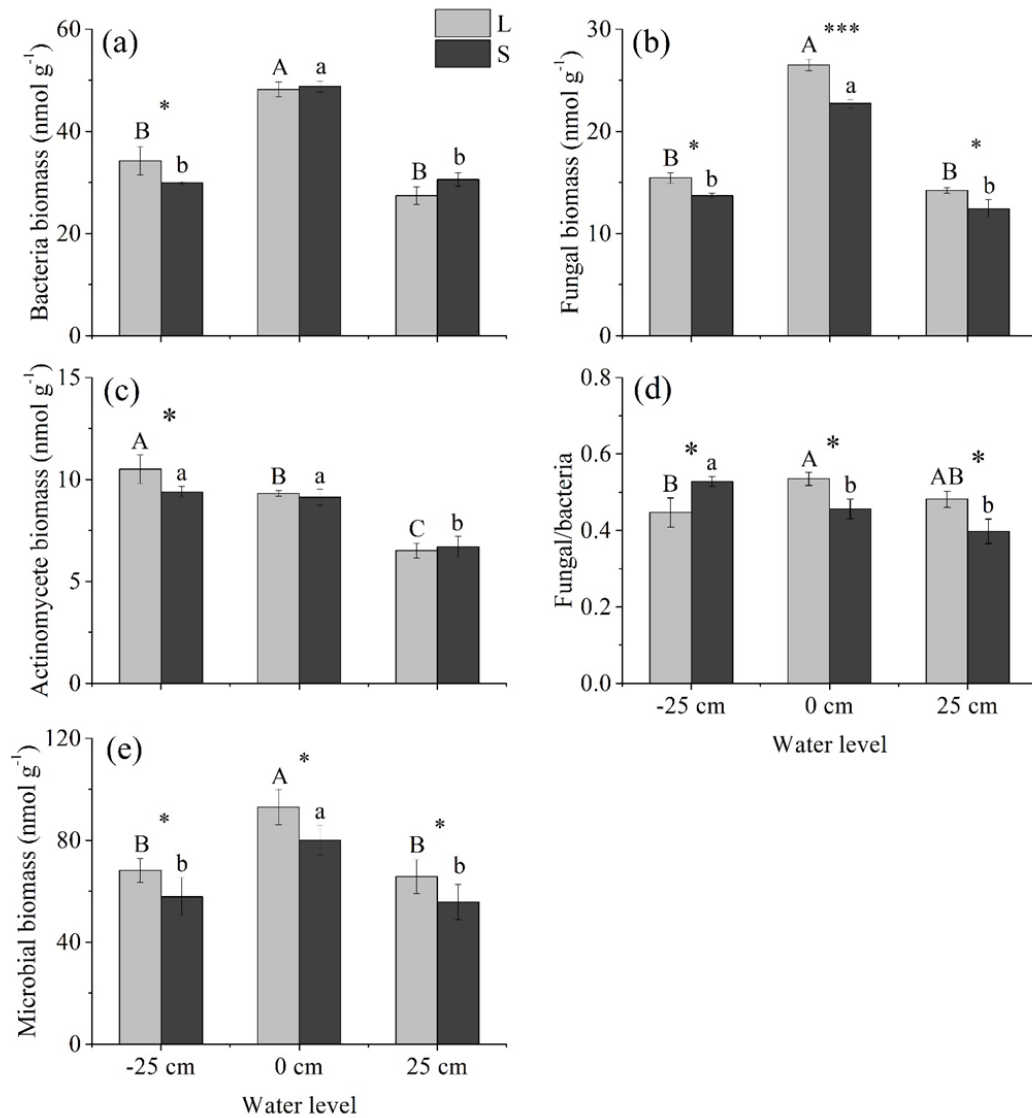 (a)
L
S
Bacteria biomass (nmol g⁻¹)
60
40
20
0
*
B
b
A
a
B
b
(b)
Fungal biomass (nmol g⁻¹)
30
20
10
0
*
B
b
A
***
a
*
B
b
(c)
Actinomycete biomass (nmol g⁻¹)
15
10
5
0
*
A
a
B
a
C
b
(d)
Fungal/bacteria
0.8
0.6
0.4
0.2
0.0
*
B
a
*
A
b
*
AB
b
-25 cm
0 cm
25 cm
Water level
(e)
Microbial biomass (nmol g⁻¹)
120
80
40
0
*
B
b
*
A
a
*
B
b
-25 cm
0 cm
25 cm
Water level